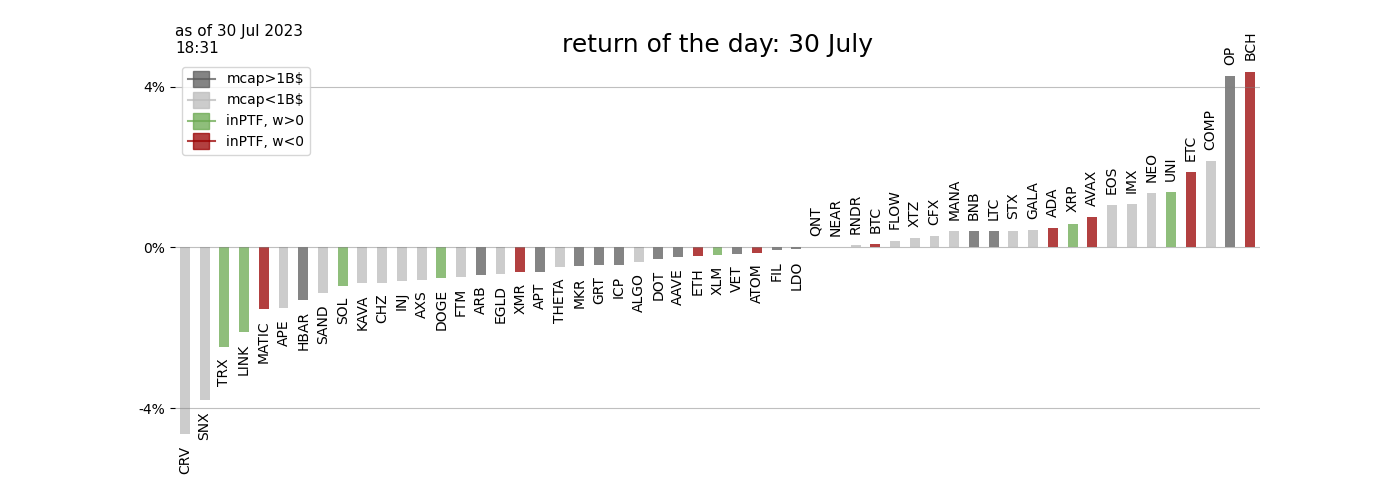 as of 30 Jul 2023
18:31
return of the day: 30 July
mcap>1B$
mcap<1B$
inPTF, w>0
inPTF, w<0
4%
0%
-4%
CRV
SNX
TRX
LINK
MATIC
APE
HBAR
SAND
SOL
KAVA
CHZ
INJ
AXS
DOGE
FTM
ARB
EGLD
XMR
APT
THETA
MKR
GRT
ICP
ALGO
DOT
AAVE
ETH
XLM
VET
ATOM
FIL
LDO
QNT
NEAR
RNDR
BTC
FLOW
XTZ
CFX
MANA
BNB
LTC
STX
GALA
ADA
XRP
AVAX
EOS
IMX
NEO
UNI
ETC
COMP
OP
BCH